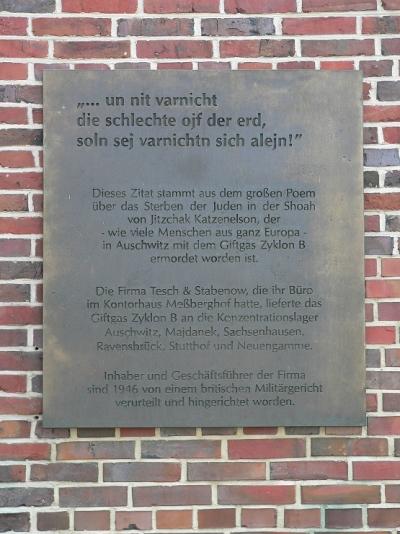 „... un nit varnicht
die schlechte ojf der erd,
soln sej varnichtn sich alejn!”
Dieses Zitat stammt aus dem großen Poem
über das Sterben der Juden in der Shoah
von Jitzchak Katzenelson, der
- wie viele Menschen aus ganz Europa -
in Auschwitz mit dem Giftgas Zyklon B
ermordet worden ist.
Die Firma Tesch & Stabenow, die ihr Büro
im Kontorhaus Meßberghof hatte, lieferte das
Giftgas Zyklon B an die Konzentrationslager
Auschwitz, Majdanek, Sachsenhausen,
Ravensbrück, Stutthof und Neuengamme.
Inhaber und Geschäftsführer der Firma
sind 1946 von einem britischen Militärgericht
verurteilt und hingerichtet worden.